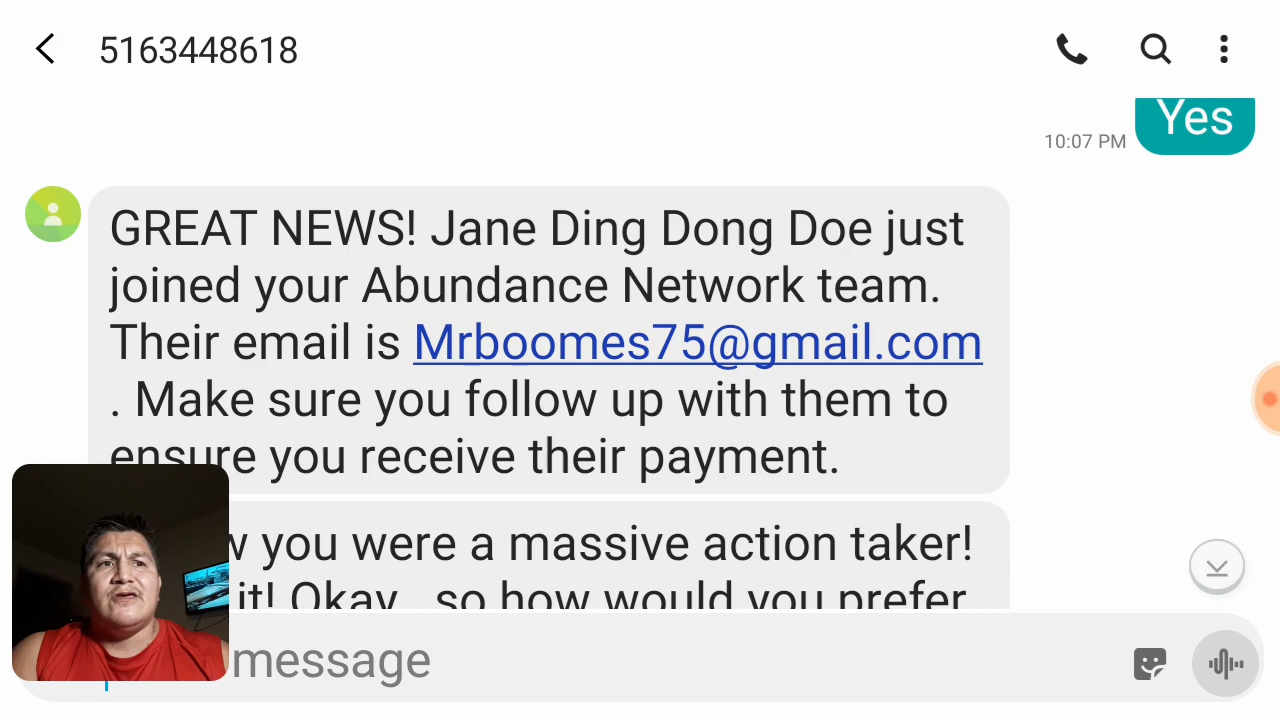 5163448618
Yes
10:07 PM
GREAT NEWS! Jane Ding Dong Doe just
joined your Abundance Network team.
Their email is Mrboomes75@gmail.com
. Make sure you follow up with them to
ensure you receive their payment.
you were a massive action taker!
it! Okay, so how would you prefer
message